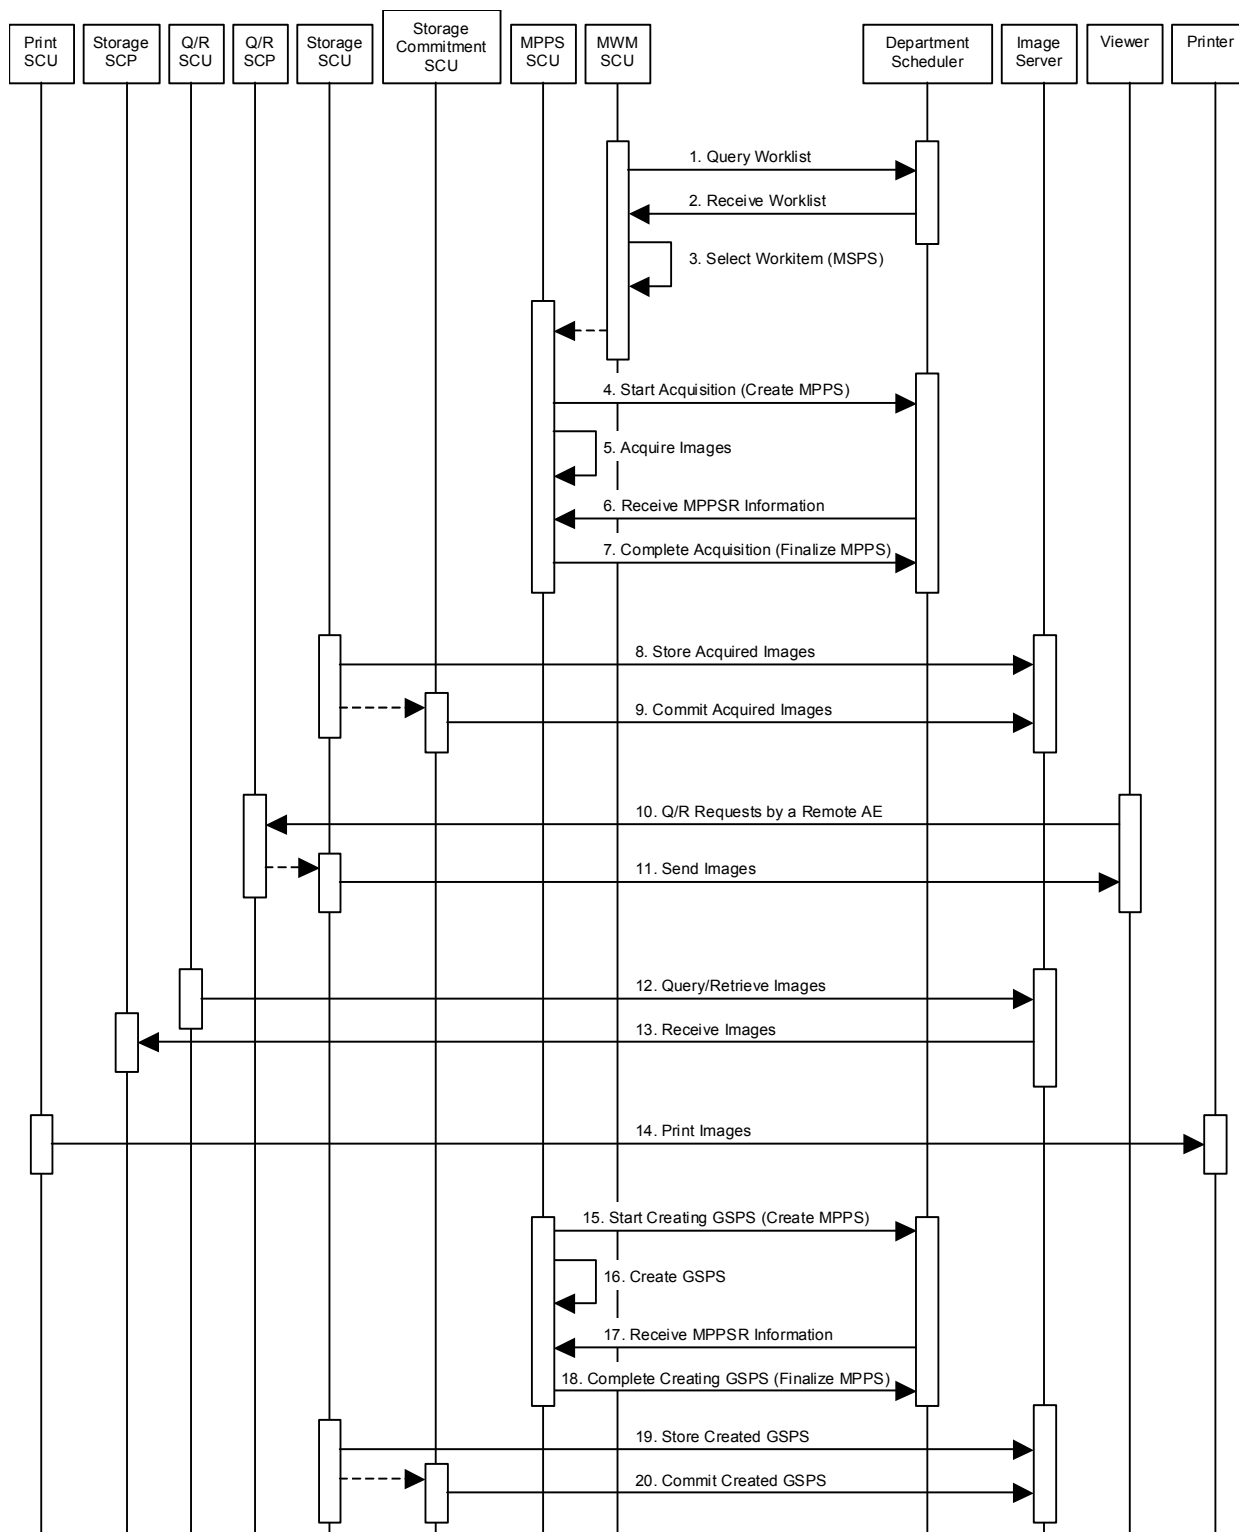 Print
SCU
Storage
SCP
Q/R
SCU
Q/R
SCP
Storage
SCU
Storage
Commitment
SCU
MPPS
SCU
MWM
SCU
Department
Scheduler
Image
Server
Viewer
Printer
1. Query Worklist
2. Receive Worklist
3. Select Workitem (MSPS)
4. Start Acquisition (Create MPPS)
5. Acquire Images
6. Receive MPPSR Information
7. Complete Acquisition (Finalize MPPS)
8. Store Acquired Images
9. Commit Acquired Images
10. Q/R Requests by a Remote AE
11. Send Images
12. Query/Retrieve Images
13. Receive Images
14. Print Images
15. Start Creating GSPS (Create MPPS)
16. Create GSPS
17. Receive MPPSR Information
18. Complete Creating GSPS (Finalize MPPS)
19. Store Created GSPS
20. Commit Created GSPS